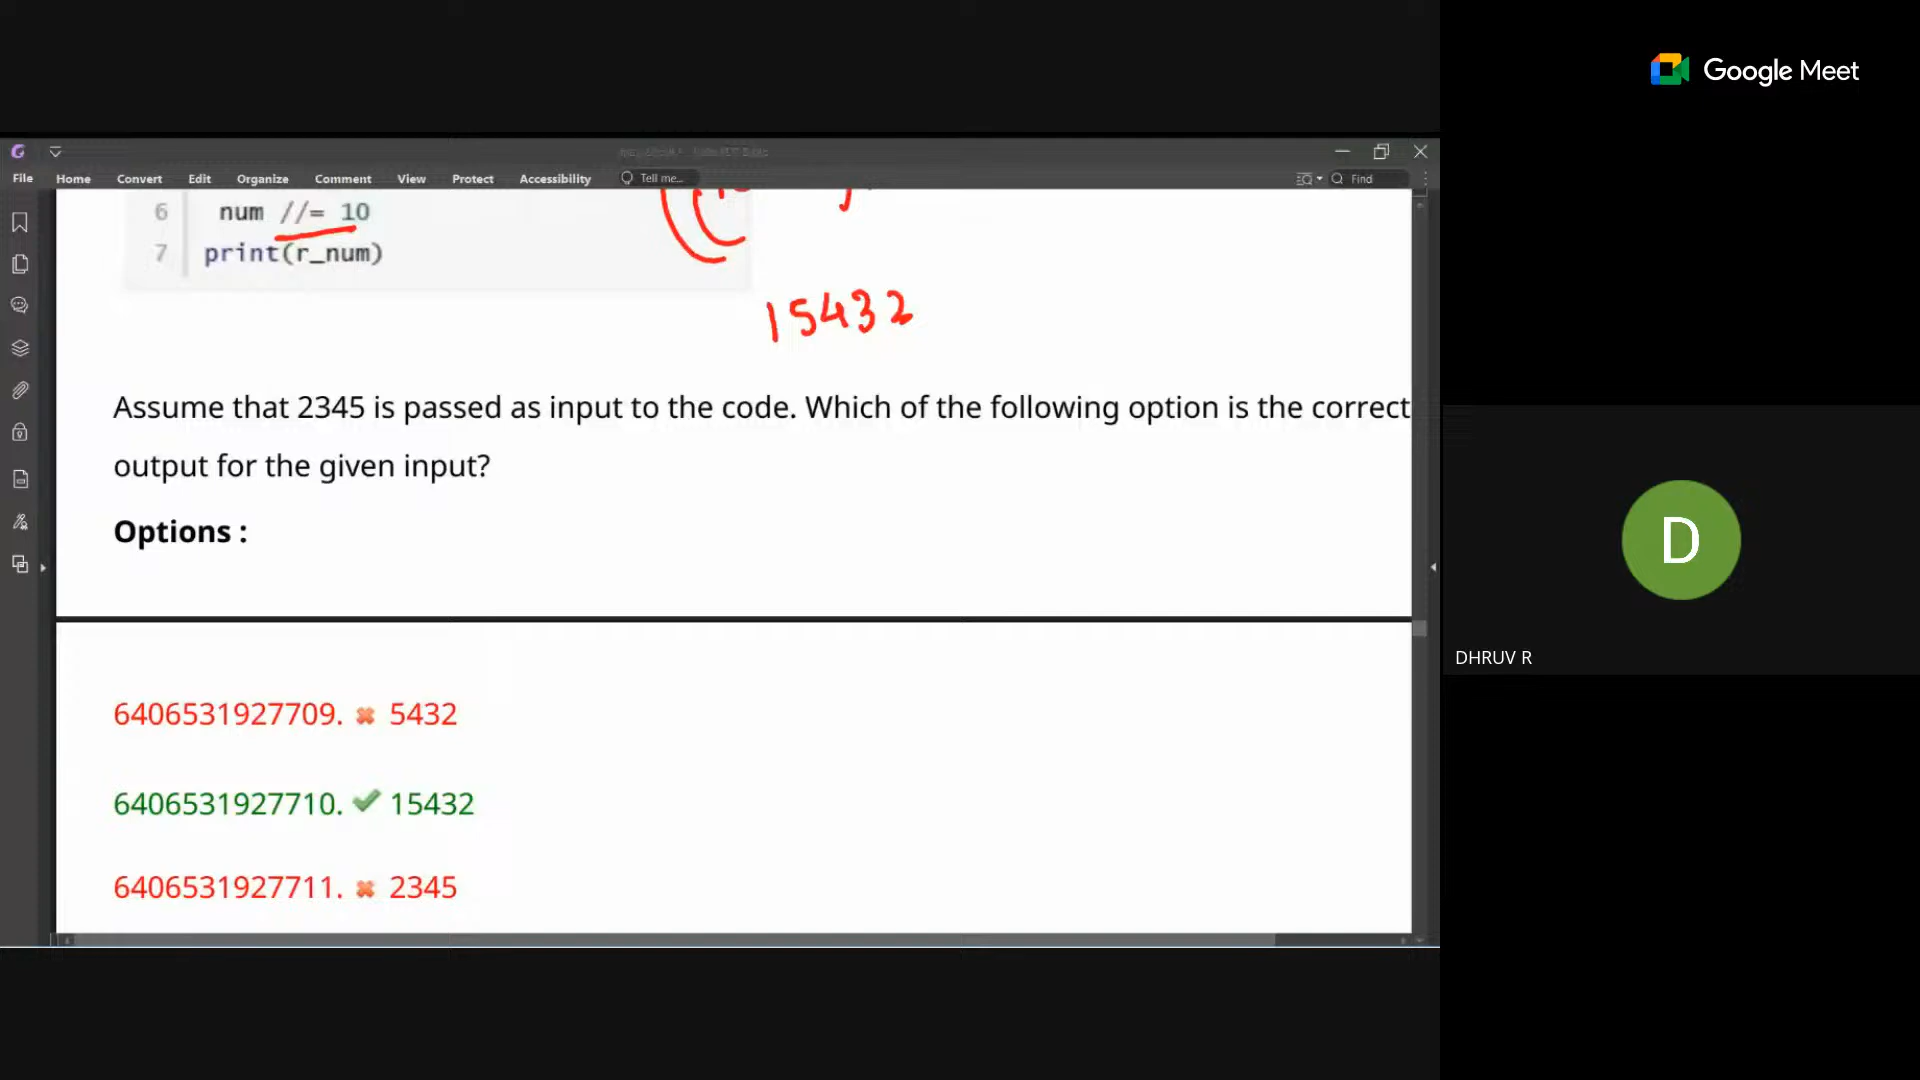 Google Meet
File Home Convert Edit Organize Comment View Protect Accessibility Tell me... Find
6 num //= 10
7 print(r_num)
15432
Assume that 2345 is passed as input to the code. Which of the following option is the correct
output for the given input?
Options :
6406531927709. ✖ 5432
6406531927710. ✔ 15432
6406531927711. ✖ 2345
D
DHRUV R